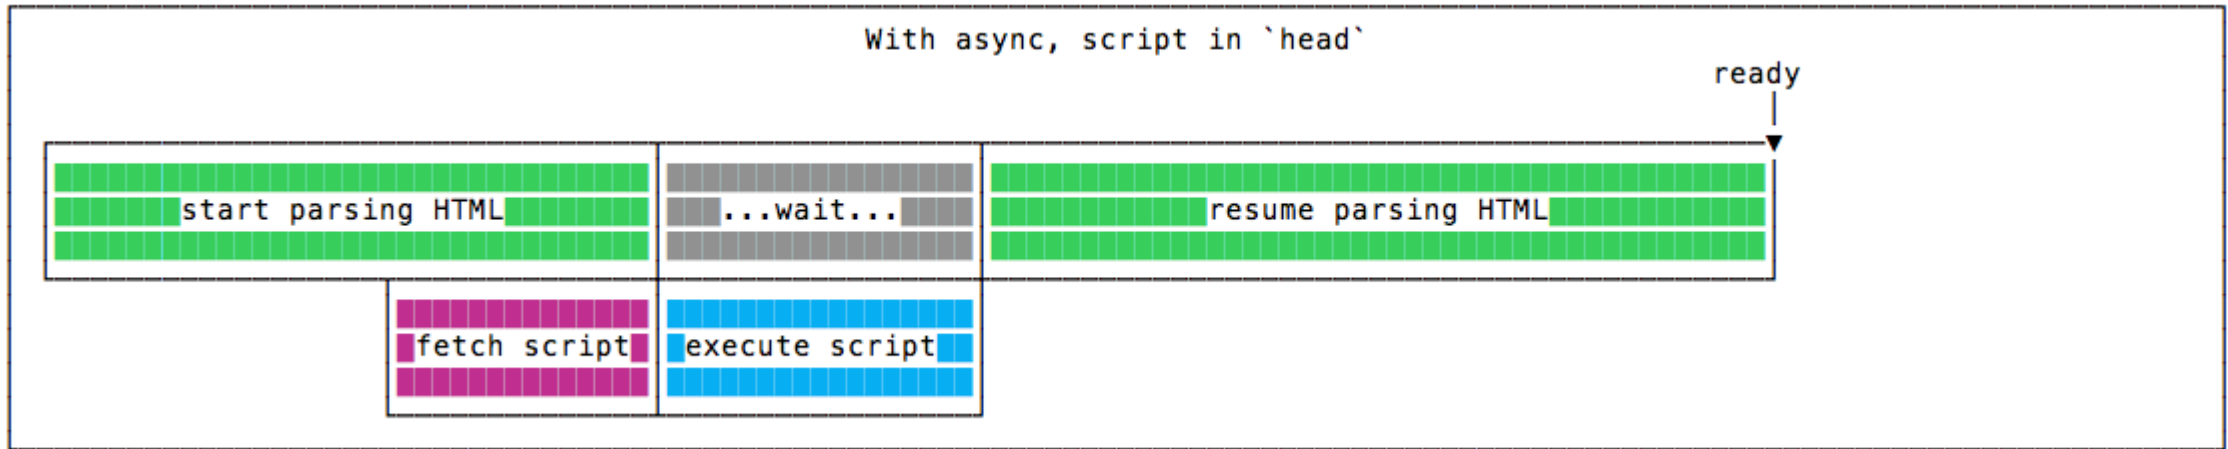 With async, script in `head`
ready
start parsing HTML
...wait...
resume parsing HTML
fetch script
execute script